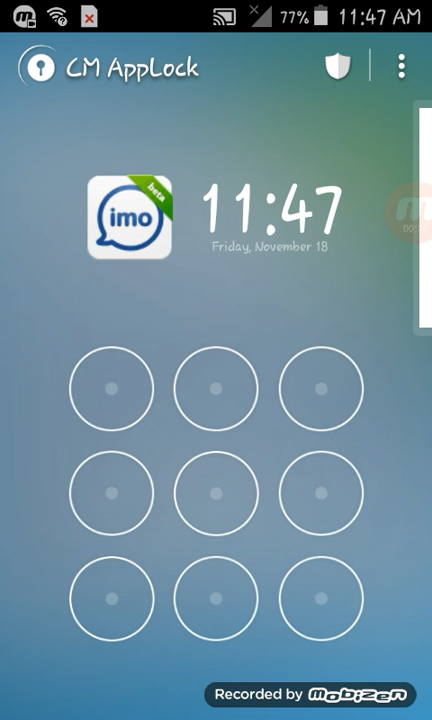 77% 11:47 AM
CM AppLock
beta
imo
11:47
Friday, November 18
Recorded by mobizen